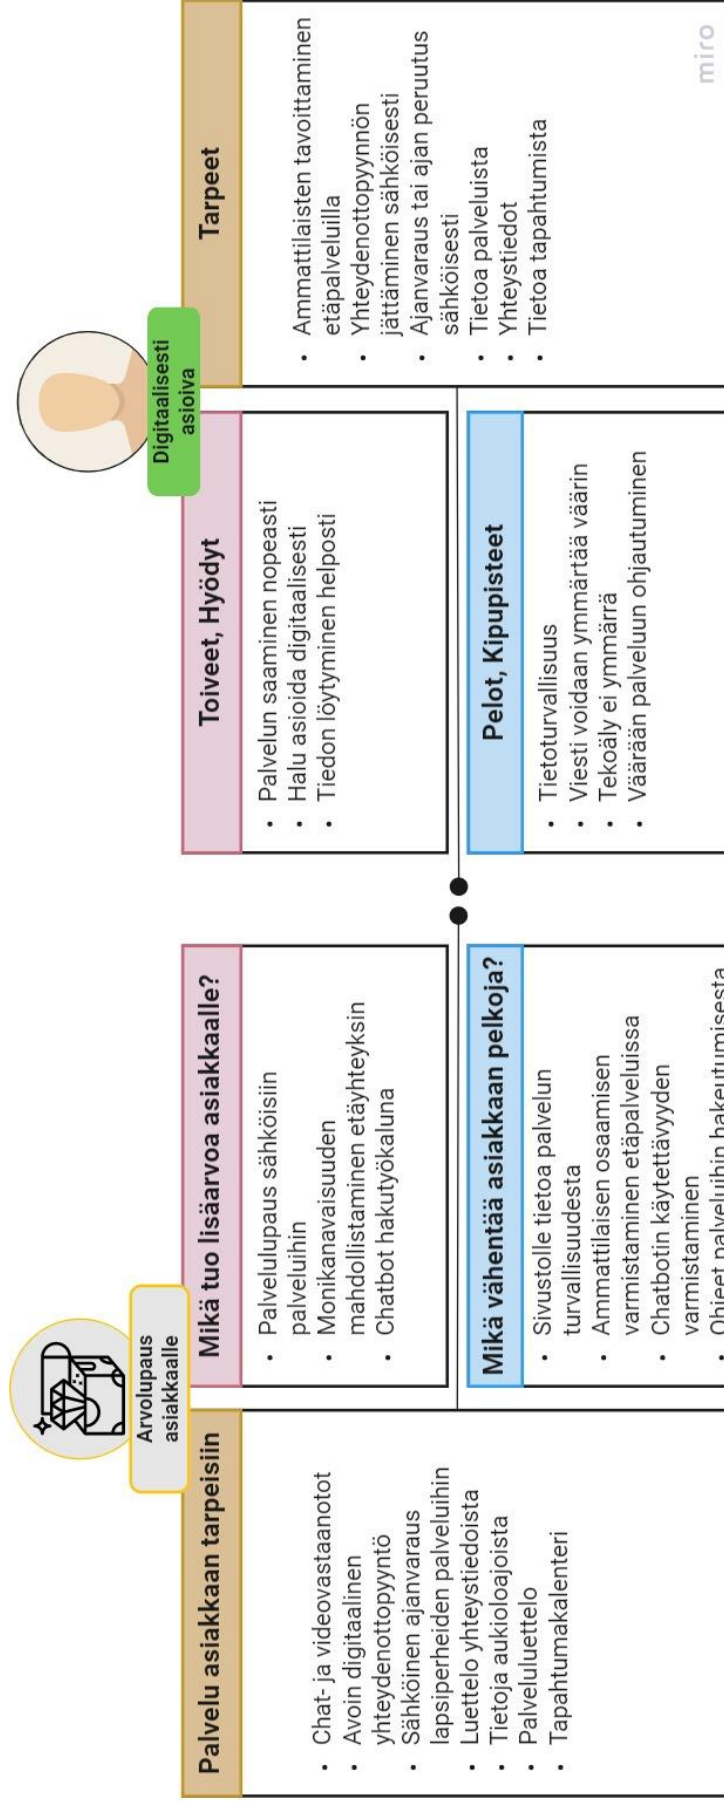 Arvolupaus
asiakkaalle
Palvelu asiakkaan tarpeisiin
• Chat- ja videovastaanotot
• Avoin digitaalinen
yhteydenottopyyntö
• Sähköinen ajanvaraus
lapsiperheiden palveluihin
• Luettelo yhteystiedoista
• Tietoja aukioloajoista
• Palveluluettelo
• Tapahtumakalenteri
Mikä tuo lisäarvoa asiakkaalle?
• Palvelulupaus sähköisiin
palveluihin
• Monikanavaisuuden
mahdollistaminen etäyhteyksin
• Chatbot hakutyökaluna
Mikä vähentää asiakkaan pelkoja?
• Sivustolle tietoa palvelun
turvallisuudesta
• Ammattilaisen osaamisen
varmistaminen etäpalveluissa
• Chatbotin käytettävyyden
varmistaminen
• Ohjeet palveluihin hakeutumisesta
Digitaalisesti
asioiva
Toiveet, Hyödyt
• Palvelun saaminen nopeasti
• Halu asioida digitaalisesti
• Tiedon löytyminen helposti
Pelot, Kipupisteet
• Tietoturvallisuus
• Viesti voidaan ymmärtää väärin
• Tekoäly ei ymmärrä
• Väärään palveluun ohjautuminen
Tarpeet
• Ammattilaisten tavoittaminen
etäpalveluilla
• Yhteydenottopyynnön
jättäminen sähköisesti
• Ajanvaraus tai ajan peruutus
sähköisesti
• Tietoa palveluista
• Yhteystiedot
• Tietoa tapahtumista
miro